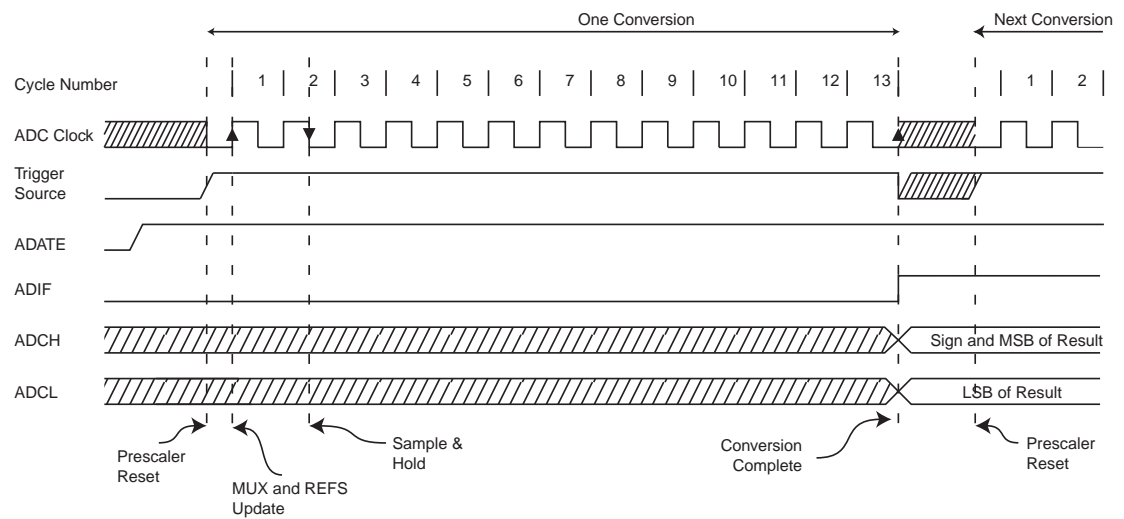 One Conversion
Next Conversion
Cycle Number
1 2 3 4 5 6 7 8 9 10 11 12 13 1 2
ADC Clock
Trigger
Source
ADATE
ADIF
ADCH
Sign and MSB of Result
ADCL
LSB of Result
Prescaler
Reset
MUX and REFS
Update
Sample &
Hold
Conversion
Complete
Prescaler
Reset